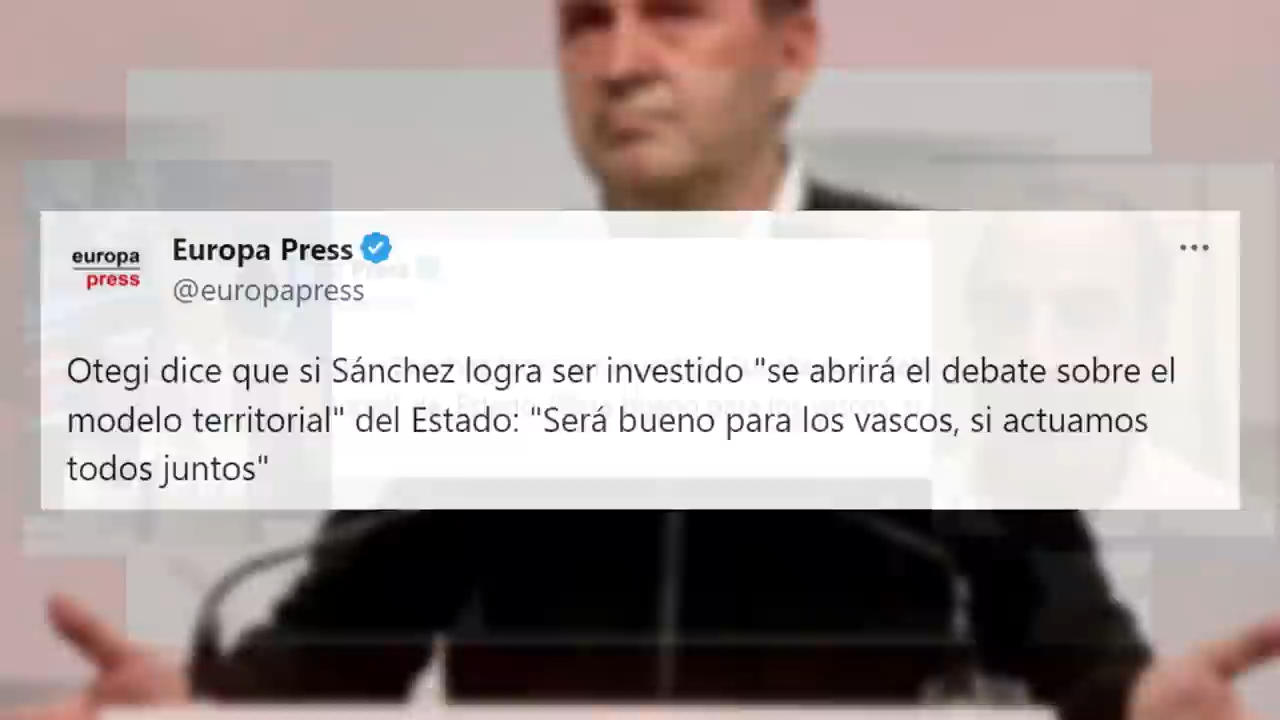 europa
press
Europa Press
@europapress
Otegi dice que si Sánchez logra ser investido "se abrirá el debate sobre el
modelo territorial" del Estado: "Será bueno para los vascos, si actuamos
todos juntos"